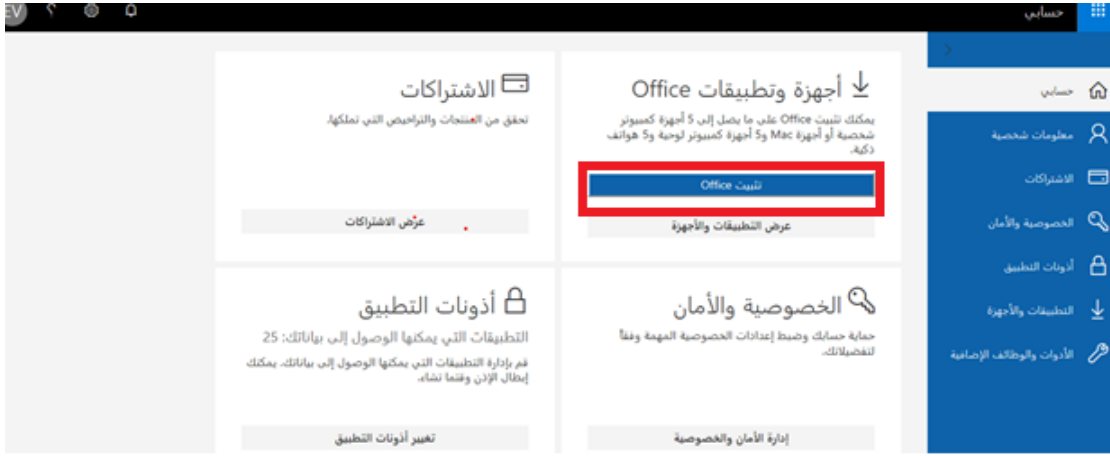 حسابي
؟
EV
حسابي
معلومات شخصية
الاشتراكات
الخصوصية والأمان
أذونات التطبيق
التطبيقات والأجهزة
الأدوات والوظائف الإضافية
أجهزة وتطبيقات Office
يمكنك تثبيت Office على ما يصل إلى 5 أجهزة كمبيوتر
شخصية أو أجهزة Mac و5 أجهزة كمبيوتر لوحية و5 هواتف
ذكية.
تثبيت Office
عرض التطبيقات والأجهزة
الاشتراكات
تحقق من المنتجات والتراخيص التي تملكها.
عرض الاشتراكات
الخصوصية والأمان
حماية حسابك وضبط إعدادات الخصوصية المهمة وفقاً
لتفضيلاتك.
إدارة الأمان والخصوصية
أذونات التطبيق
التطبيقات التي يمكنها الوصول إلى بياناتك: 25
قم بإدارة التطبيقات التي يمكنها الوصول إلى بياناتك. يمكنك
إبطال الإذن وقتما تشاء.
تغيير أذونات التطبيق